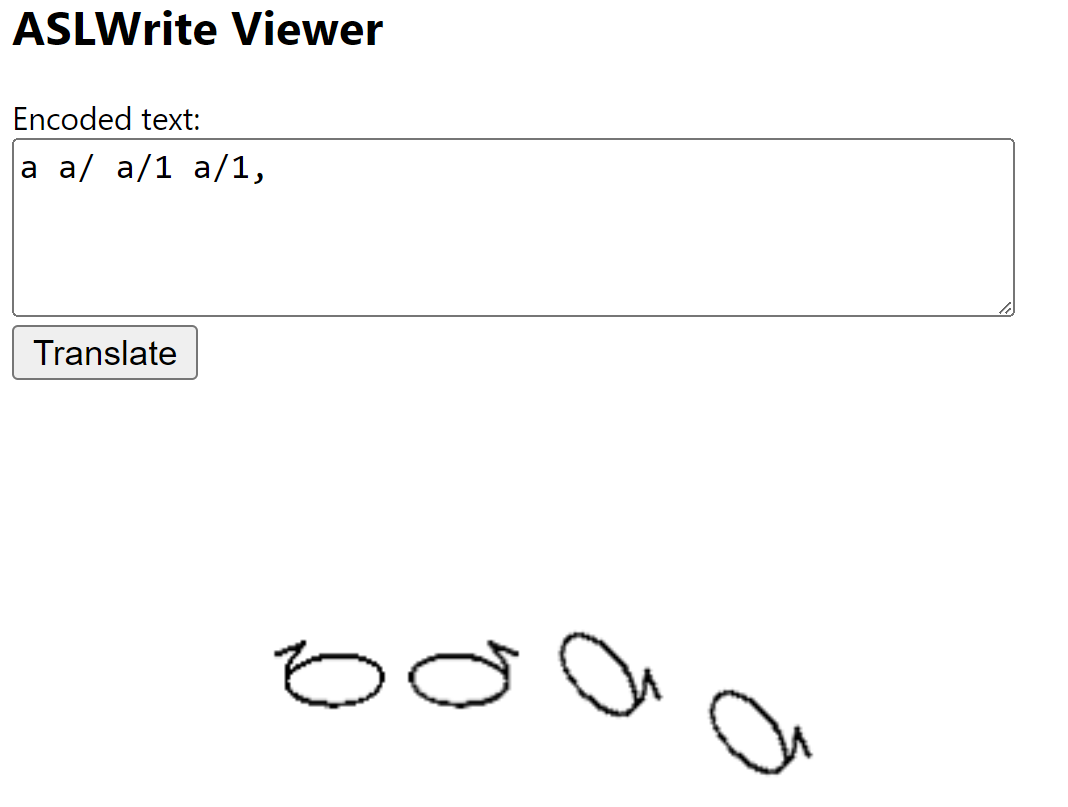 ASLWrite Viewer
Encoded text:
a a/ a/1 a/1,
Translate